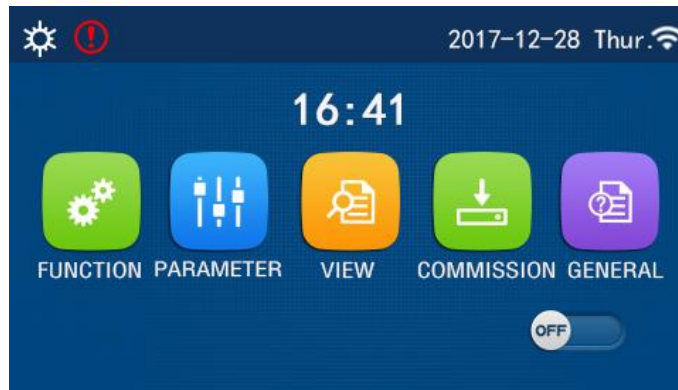 2017-12-28 Thur.
16:41
FUNCTION PARAMETER VIEW COMMISSION GENERAL
OFF